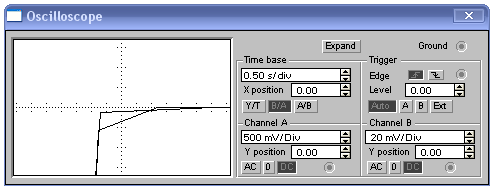 Oscilloscope
Expand
Ground
Time base
0.50 s/div
X position 0.00
Y/T B/A A/B
Trigger
Edge
Level 0.00
Auto A B Ext
Channel A
500 mV/Div
Y position 0.00
AC 0 DC
Channel B
20 mV/Div
Y position 0.00
AC 0 DC